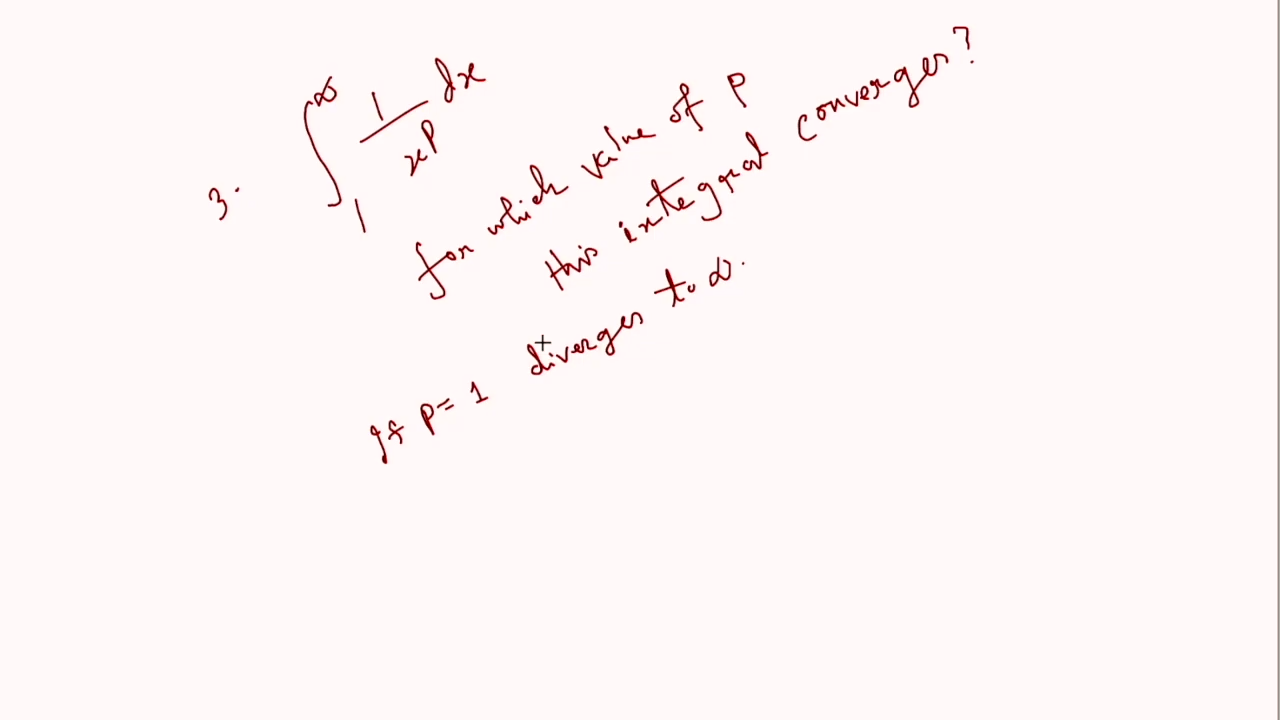 3. ∫₁^∞ 1/x^p dx
for which value of p
this integral converges?
If p = 1 diverges to ∞.